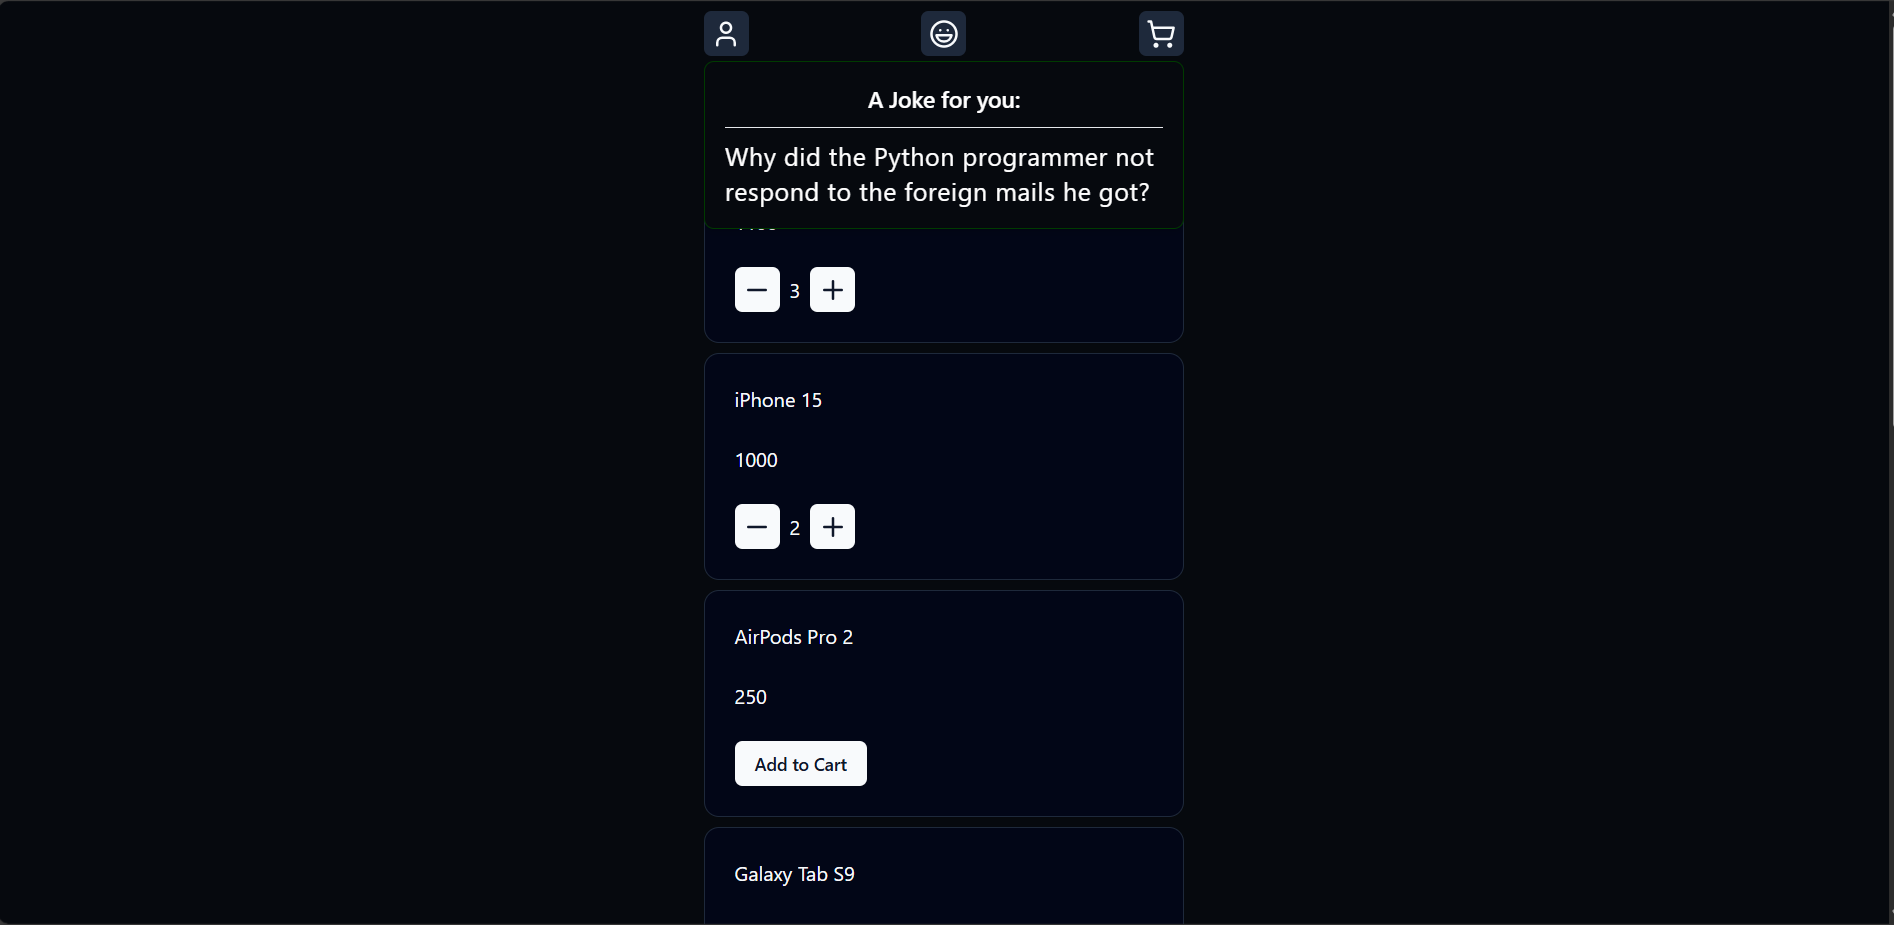 A Joke for you:
Why did the Python programmer not
respond to the foreign mails he got?
3
iPhone 15
1000
2
AirPods Pro 2
250
Add to Cart
Galaxy Tab S9